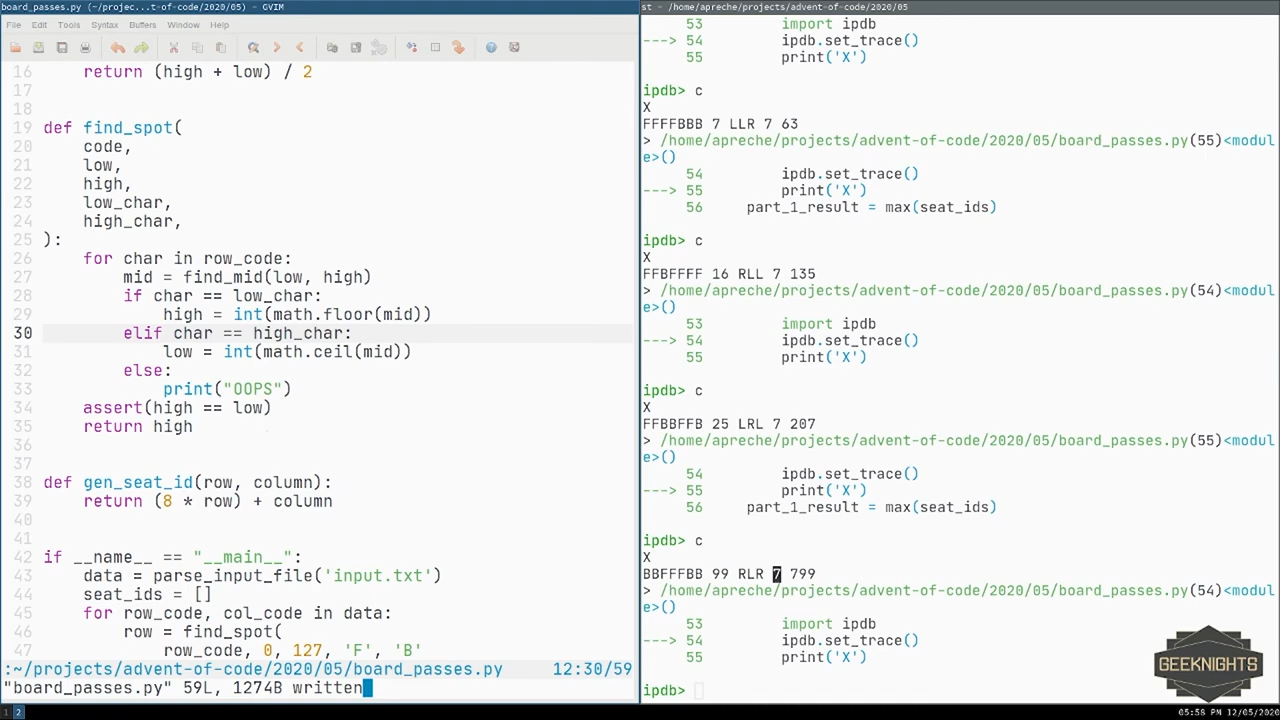 board_passes.py (~/projec...t-of-code/2020/05) - GVIM
File Edit Tools Syntax Buffers Window Help
16 return (high + low) / 2
17
18
19 def find_spot(
20 code,
21 low,
22 high,
23 low_char,
24 high_char,
25 ):
26 for char in row_code:
27 mid = find_mid(low, high)
28 if char == low_char:
29 high = int(math.floor(mid))
30 elif char == high_char:
31 low = int(math.ceil(mid))
32 else:
33 print("OOPS")
34 assert(high == low)
35 return high
36
37
38 def gen_seat_id(row, column):
39 return (8 * row) + column
40
41
42 if __name__ == "__main__":
43 data = parse_input_file('input.txt')
44 seat_ids = []
45 for row_code, col_code in data:
46 row = find_spot(
47 row_code, 0, 127, 'F', 'B'
:~/projects/advent-of-code/2020/05/board_passes.py 12:30/59
"board_passes.py" 59L, 1274B written
st - /home/apreche/projects/advent-of-code/2020/05
53 import ipdb
---> 54 ipdb.set_trace()
55 print('X')
ipdb> c
X
FFFFBBB 7 LLR 7 63
> /home/apreche/projects/advent-of-code/2020/05/board_passes.py(55)<modul
e>()
54 ipdb.set_trace()
---> 55 print('X')
56 part_1_result = max(seat_ids)
ipdb> c
X
FFBFFFF 16 RLL 7 135
> /home/apreche/projects/advent-of-code/2020/05/board_passes.py(54)<modul
e>()
53 import ipdb
---> 54 ipdb.set_trace()
55 print('X')
ipdb> c
X
FFBBFFB 25 LRL 7 207
> /home/apreche/projects/advent-of-code/2020/05/board_passes.py(55)<modul
e>()
54 ipdb.set_trace()
---> 55 print('X')
56 part_1_result = max(seat_ids)
ipdb> c
X
BBFFFBB 99 RLR 7 799
> /home/apreche/projects/advent-of-code/2020/05/board_passes.py(54)<modul
e>()
53 import ipdb
---> 54 ipdb.set_trace()
55 print('X')
ipdb>
GEEKNIGHTS
1 2
05:58 PM 12/05/2020